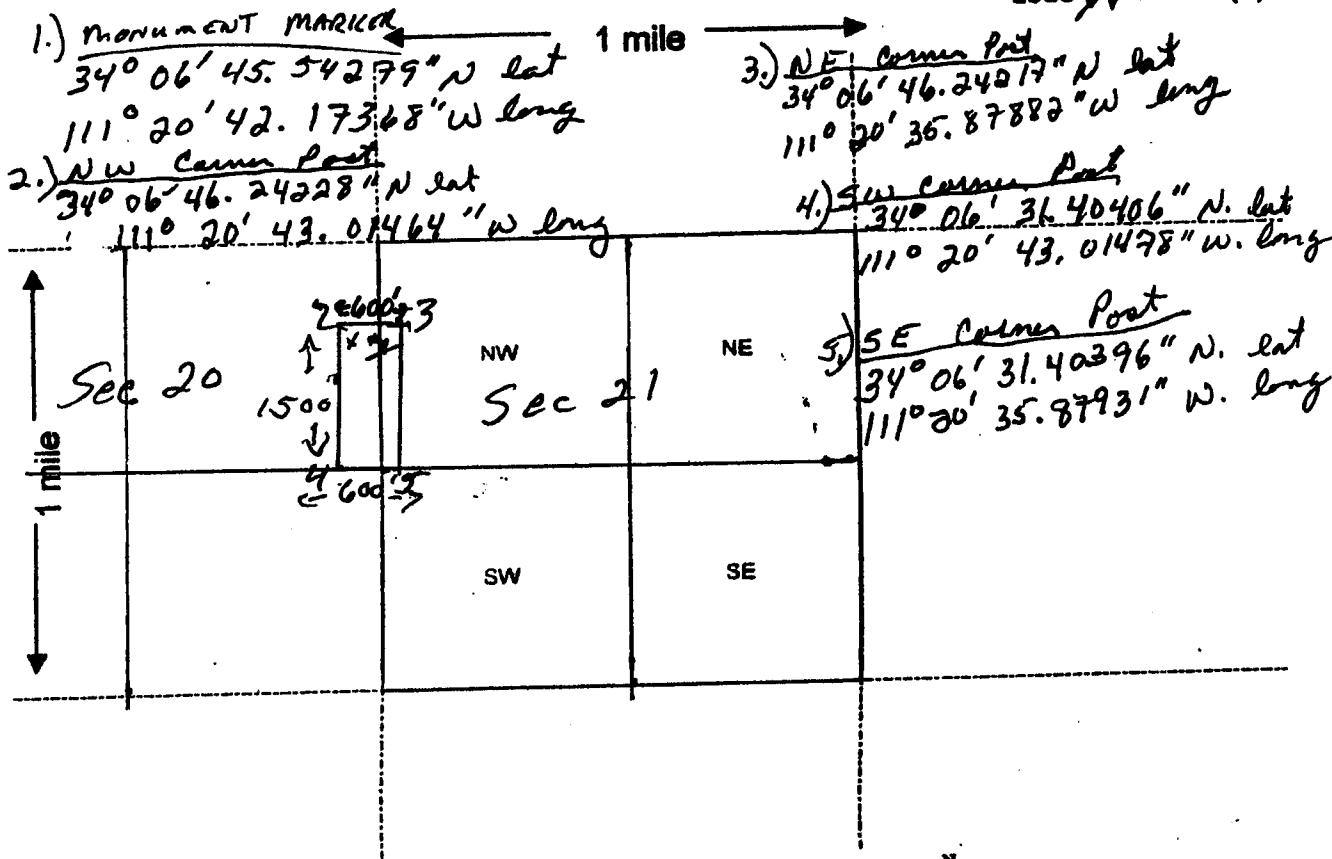 1.) MONUMENT MARKER
34° 06' 45.54279" N lat
111° 20' 42.17368" W long
2.) NW Corner Post
34° 06' 46.24228" N lat
111° 20' 43.01464" W long
1 mile
3.) NE Corner Post
34° 06' 46.24217" N lat
111° 20' 35.87882" W long
4.) SW Corner Post
34° 06' 31.40406" N. lat
111° 20' 43.01478" W. long
5.) SE Corner Post
34° 06' 31.40396" N. lat
111° 20' 35.87931" W. long
1 mile
2 600' 3
NW
NE
Sec 20
1500'
Sec 21
4 600' 5
SW
SE
N